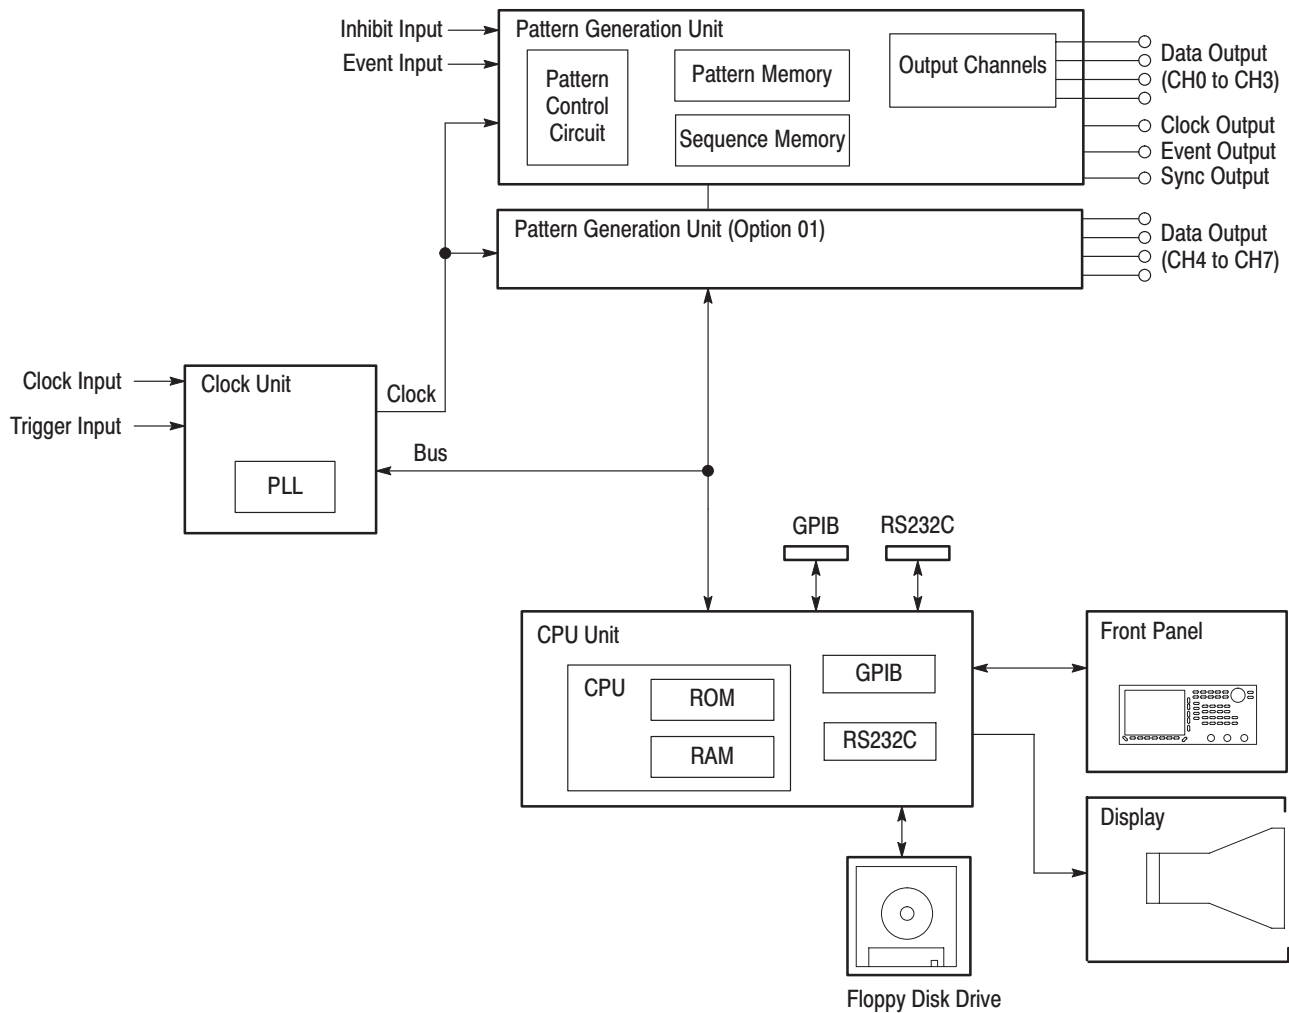 Inhibit Input
Event Input
Pattern Generation Unit
Pattern
Control
Circuit
Pattern Memory
Sequence Memory
Output Channels
Data Output
(CH0 to CH3)
Clock Output
Event Output
Sync Output
Pattern Generation Unit (Option 01)
Data Output
(CH4 to CH7)
Clock Input
Trigger Input
Clock Unit
PLL
Clock
Bus
GPIB
RS232C
CPU Unit
CPU
ROM
RAM
GPIB
RS232C
Front Panel
Display
Floppy Disk Drive